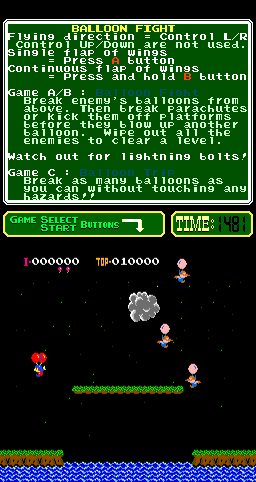 BALLOON FIGHT
Flying direction = Control L/R
Control Up/Down are not used.
Single flap of wings
= Press A button
Continuous flap of wings
= Press and hold B button
Game A/B : Balloon Fight
Break enemy's balloons from
above. Then break parachutes
or kick them off platforms
before they blow up another
balloon. Wipe out all the
enemies to clear a level.
Watch out for lightning bolts!
Game C : Balloon Trip
Break as many balloons as
you can without touching any
hazards!!
GAME SELECT
START BUTTONS
TIME: 1481
I-000000 TOP-010000